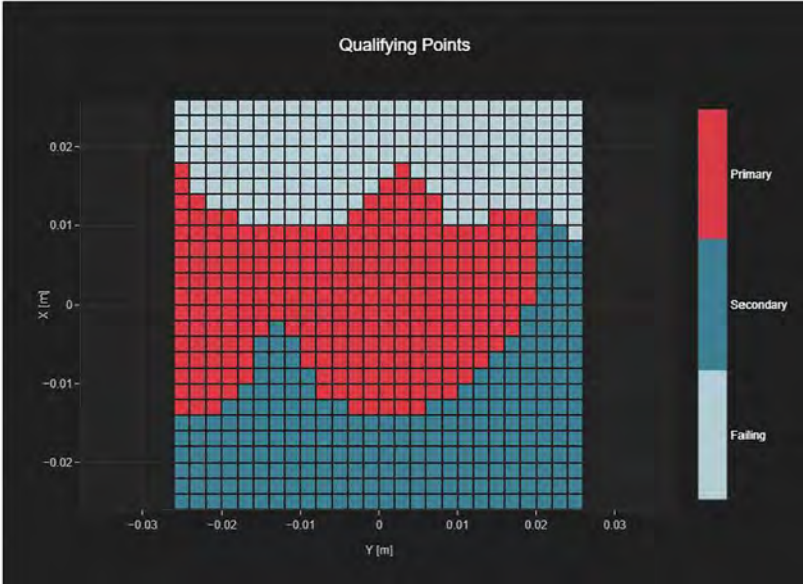 Qualifying Points
0.02
0.01
0
−0.01
−0.02
X [m]
−0.03
−0.02
−0.01
0
0.01
0.02
0.03
Y [m]
Primary
Secondary
Failing